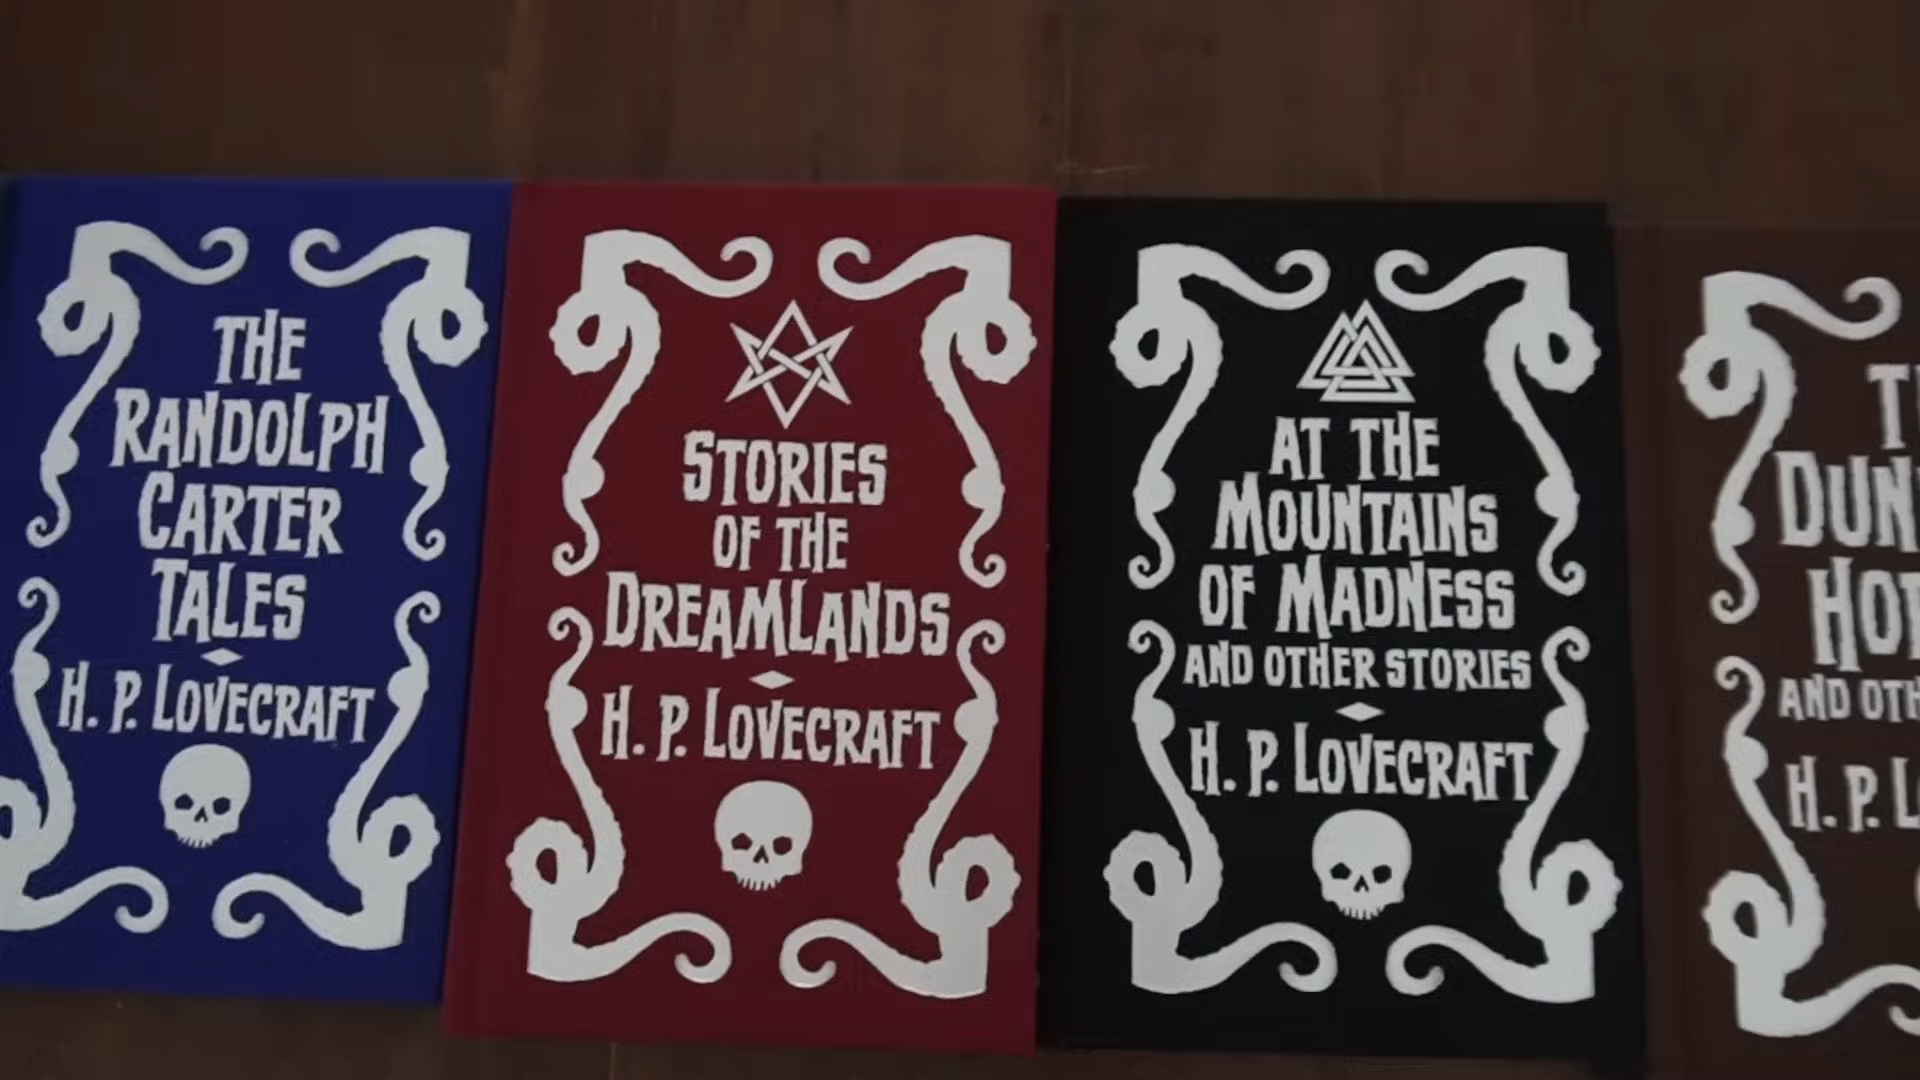 THE
RANDOLPH
CARTER
TALES
H. P. LOVECRAFT
STORIES
OF THE
DREAMLANDS
H. P. LOVECRAFT
AT THE
MOUNTAINS
OF MADNESS
AND OTHER STORIES
H. P. LOVECRAFT
AND
H. P.